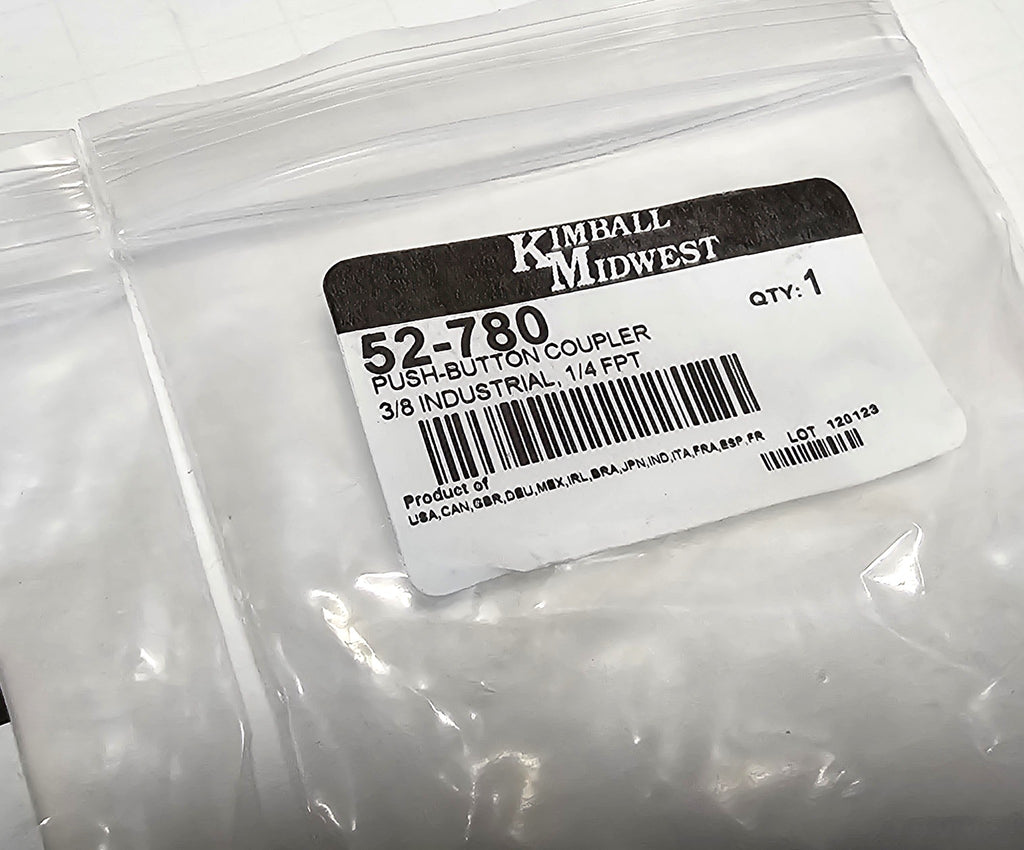 KIMBALL
MIDWEST
52-780
QTY: 1
PUSH-BUTTON COUPLER
3/8 INDUSTRIAL, 1/4 FPT
Product of
USA,CAN,GBR,DEU,MEX,IRL,BRA,JPN,IND,ITA,FRA,ESP,FR
LOT 120123